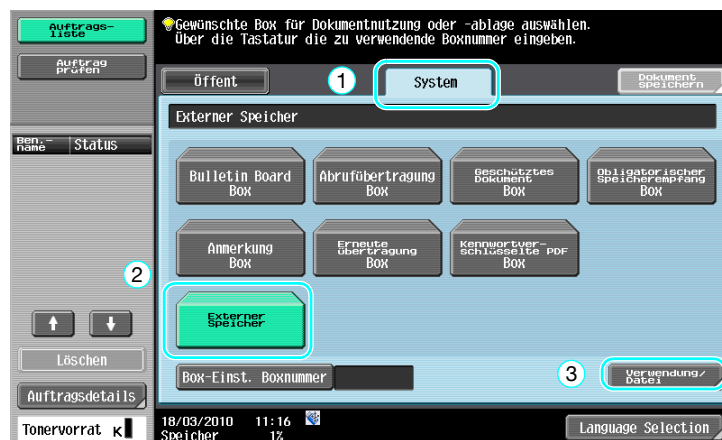 Auftrags-
liste
Auftrag
prüfen
Gewünschte Box für Dokumentnutzung oder -ablage auswählen.
Über die Tastatur die zu verwendende Boxnummer eingeben.
Öffent
1
System
Dokument
speichern
Externer Speicher
Ben.-
name
Status
Bulletin Board
Box
Abrufübertragung
Box
Geschütztes
Dokument
Box
Obligatorischer
Speicherempfang
Box
Anmerkung
Box
Erneute
übertragung
Box
Kennwortver-
schlüsselte PDF
Box
2
Externer
Speicher
Löschen
Box-Einst. Boxnummer
3
Verwendung/
Datei
Auftragsdetails
Tonervorrat K
18/03/2010 11:16
Speicher 1%
Language Selection